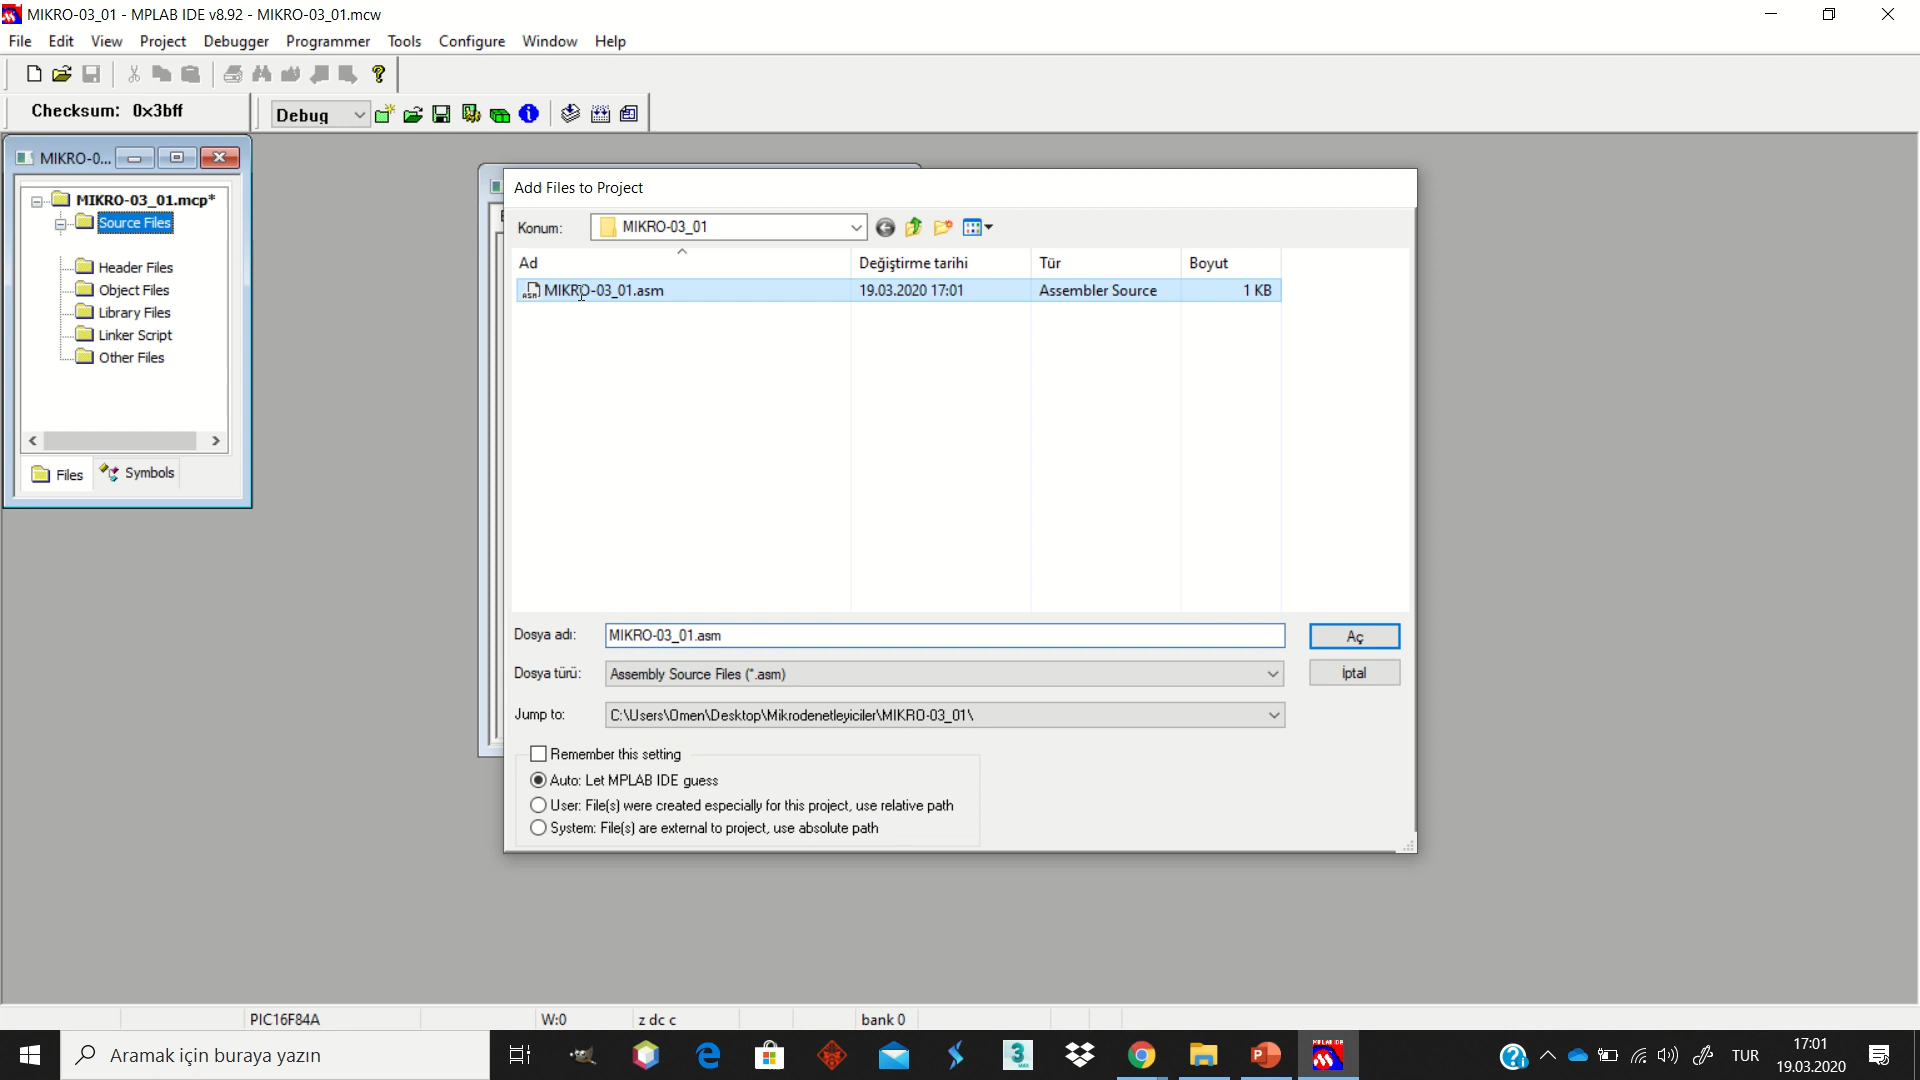 MIKRO-03_01 - MPLAB IDE v8.92 - MIKRO-03_01.mcw
File Edit View Project Debugger Programmer Tools Configure Window Help
Checksum: 0x3bff
Debug
MIKRO-0...
MIKRO-03_01.mcp*
Source Files
Header Files
Object Files
Library Files
Linker Script
Other Files
Files Symbols
Add Files to Project
Konum: MIKRO-03_01
Ad Değiştirme tarihi Tür Boyut
MIKRO-03_01.asm 19.03.2020 17:01 Assembler Source 1 KB
Dosya adı: MIKRO-03_01.asm Aç
Dosya türü: Assembly Source Files (*.asm) İptal
Jump to: C:\Users\Omen\Desktop\Mikrodenetleyiciler\MIKRO-03_01\
Remember this setting
Auto: Let MPLAB IDE guess
User: File(s) were created especially for this project, use relative path
System: File(s) are external to project, use absolute path
PIC16F84A W:0 z dc c bank 0
Aramak için buraya yazın
TUR
17:01
19.03.2020